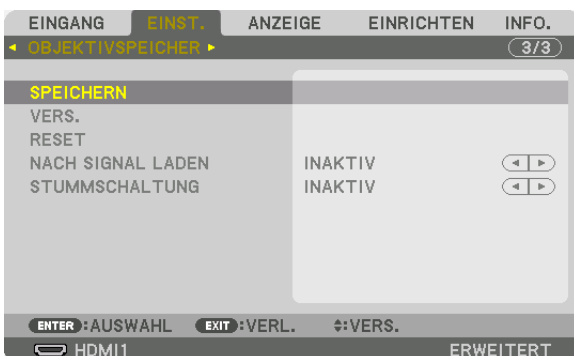 EINGANG EINST. ANZEIGE EINRICHTEN INFO.
OBJEKTIVSPEICHER 3/3
SPEICHERN
VERS.
RESET
NACH SIGNAL LADEN INAKTIV
STUMMSCHALTUNG INAKTIV
ENTER :AUSWAHL EXIT :VERL. :VERS.
HDMI1 ERWEITERT